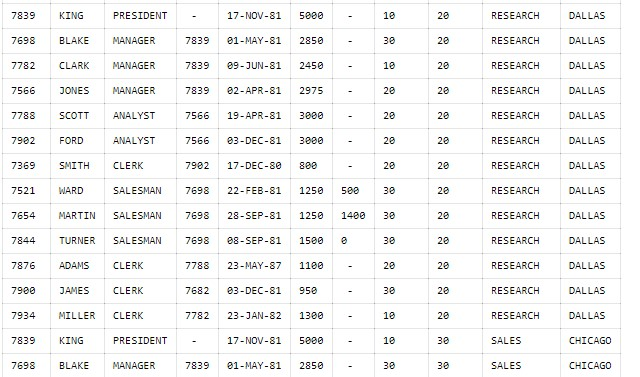 7839 KING PRESIDENT - 17-NOV-81 5000 - 10 20 RESEARCH DALLAS
7698 BLAKE MANAGER 7839 01-MAY-81 2850 - 30 20 RESEARCH DALLAS
7782 CLARK MANAGER 7839 09-JUN-81 2450 - 10 20 RESEARCH DALLAS
7566 JONES MANAGER 7839 02-APR-81 2975 - 20 20 RESEARCH DALLAS
7788 SCOTT ANALYST 7566 19-APR-81 3000 - 20 20 RESEARCH DALLAS
7902 FORD ANALYST 7566 03-DEC-81 3000 - 20 20 RESEARCH DALLAS
7369 SMITH CLERK 7902 17-DEC-80 800 - 20 20 RESEARCH DALLAS
7521 WARD SALESMAN 7698 22-FEB-81 1250 500 30 20 RESEARCH DALLAS
7654 MARTIN SALESMAN 7698 28-SEP-81 1250 1400 30 20 RESEARCH DALLAS
7844 TURNER SALESMAN 7698 08-SEP-81 1500 0 30 20 RESEARCH DALLAS
7876 ADAMS CLERK 7788 23-MAY-87 1100 - 20 20 RESEARCH DALLAS
7900 JAMES CLERK 7682 03-DEC-81 950 - 30 20 RESEARCH DALLAS
7934 MILLER CLERK 7782 23-JAN-82 1300 - 10 20 RESEARCH DALLAS
7839 KING PRESIDENT - 17-NOV-81 5000 - 10 30 SALES CHICAGO
7698 BLAKE MANAGER 7839 01-MAY-81 2850 - 30 30 SALES CHICAGO